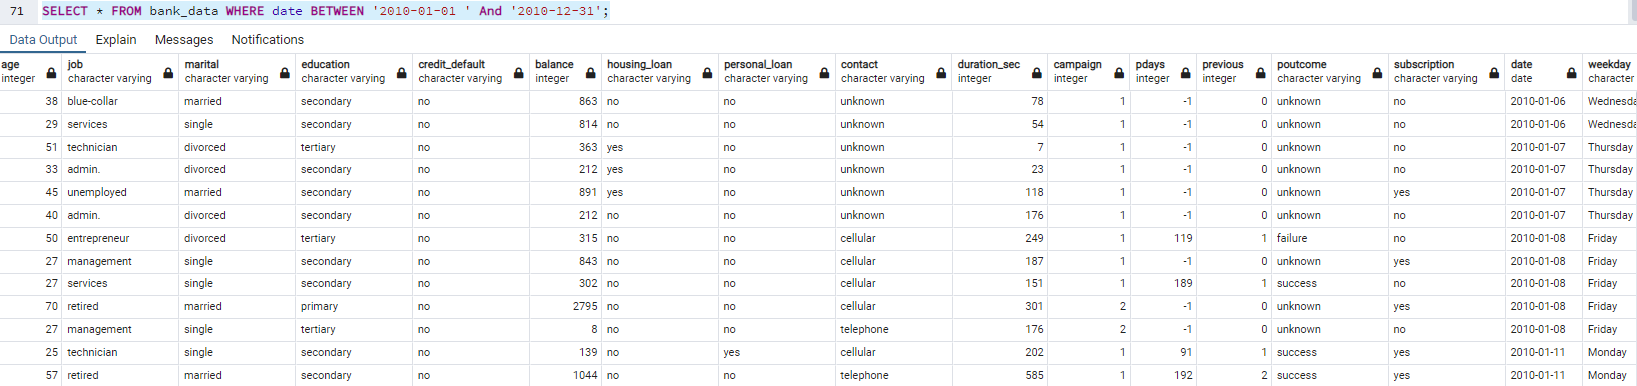 71 SELECT * FROM bank_data WHERE date BETWEEN '2010-01-01 ' And '2010-12-31';
Data Output Explain Messages Notifications
age job marital education credit_default balance housing_loan personal_loan contact duration_sec campaign pdays previous poutcome subscription date weekday
integer character varying character varying character varying character varying integer character varying character varying character varying integer integer integer integer character varying character varying date character
38 blue-collar married secondary no 863 no no unknown 78 1 -1 0 unknown no 2010-01-06 Wednesda
29 services single secondary no 814 no no unknown 54 1 -1 0 unknown no 2010-01-06 Wednesda
51 technician divorced tertiary no 363 yes no unknown 7 1 -1 0 unknown no 2010-01-07 Thursday
33 admin. divorced secondary no 212 yes no unknown 23 1 -1 0 unknown no 2010-01-07 Thursday
45 unemployed married secondary no 891 yes no unknown 118 1 -1 0 unknown yes 2010-01-07 Thursday
40 admin. divorced secondary no 212 no no unknown 176 1 -1 0 unknown no 2010-01-07 Thursday
50 entrepreneur divorced tertiary no 315 no no cellular 249 1 119 1 failure no 2010-01-08 Friday
27 management single secondary no 843 no no cellular 187 1 -1 0 unknown yes 2010-01-08 Friday
27 services single secondary no 302 no no cellular 151 1 189 1 success no 2010-01-08 Friday
70 retired married primary no 2795 no no cellular 301 2 -1 0 unknown yes 2010-01-08 Friday
27 management single tertiary no 8 no no telephone 176 2 -1 0 unknown no 2010-01-08 Friday
25 technician single secondary no 139 no yes cellular 202 1 91 1 success yes 2010-01-11 Monday
57 retired married secondary no 1044 no no telephone 585 1 192 2 success yes 2010-01-11 Monday